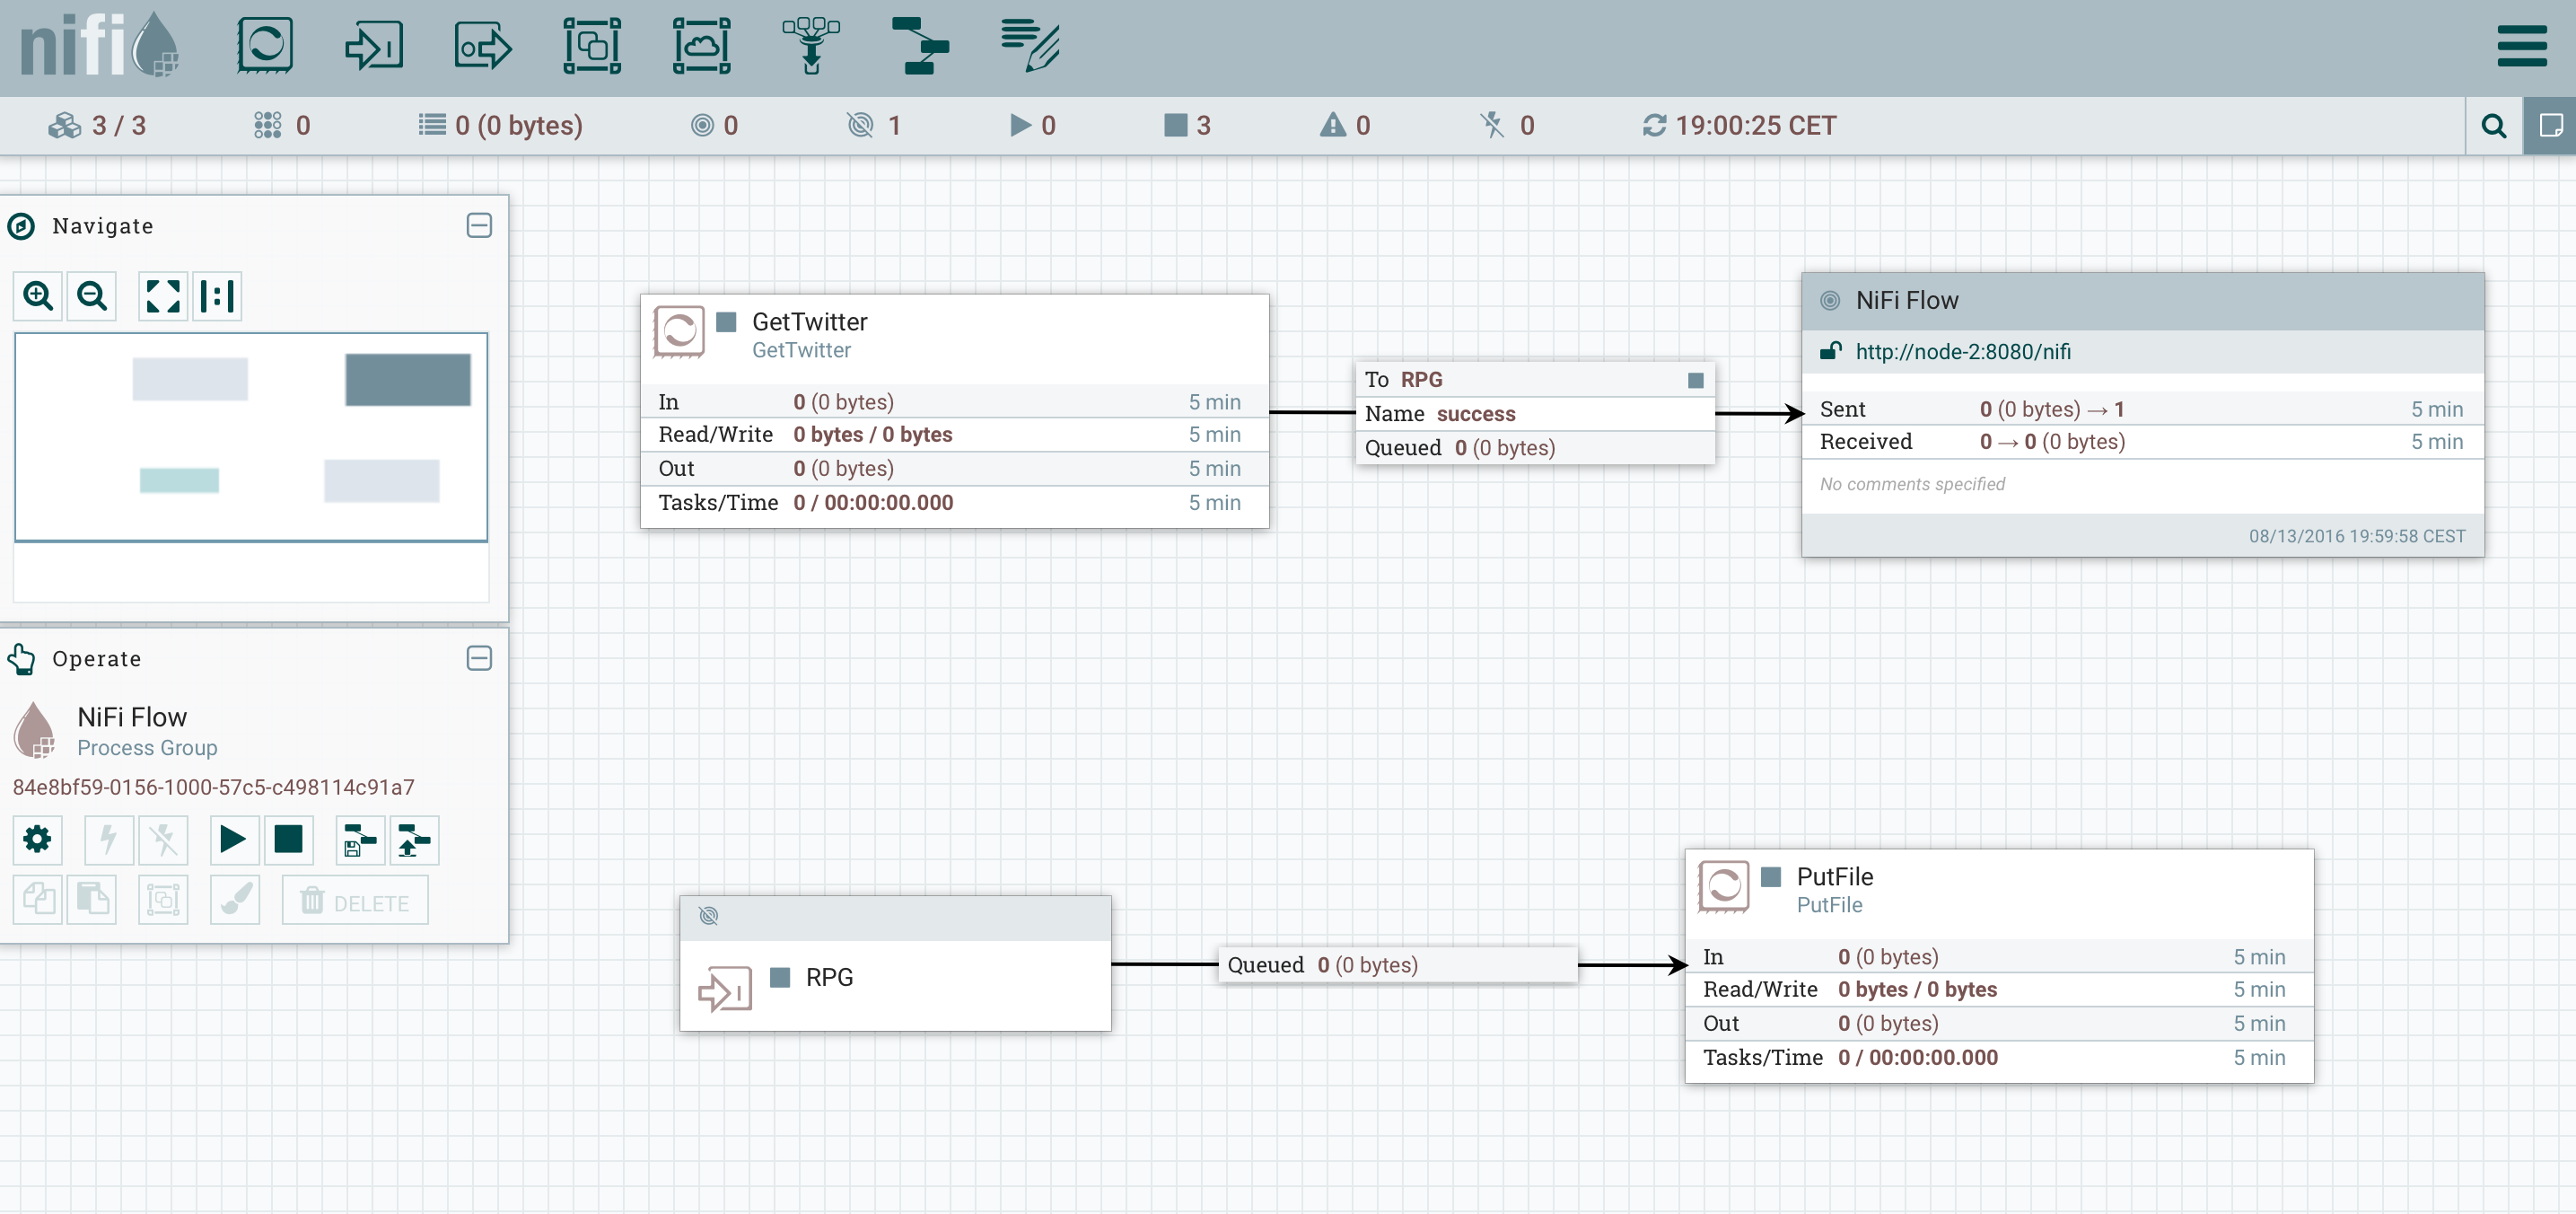 nifi
3 / 3 0 0 (0 bytes) 0 1 0 3 0 0 19:00:25 CET
Navigate
Operate
NiFi Flow
Process Group
84e8bf59-0156-1000-57c5-c498114c91a7
DELETE
GetTwitter
GetTwitter
In 0 (0 bytes) 5 min
Read/Write 0 bytes / 0 bytes 5 min
Out 0 (0 bytes) 5 min
Tasks/Time 0 / 00:00:00.000 5 min
To RPG
Name success
Queued 0 (0 bytes)
NiFi Flow
http://node-2:8080/nifi
Sent 0 (0 bytes) → 1 5 min
Received 0 → 0 (0 bytes) 5 min
No comments specified
08/13/2016 19:59:58 CEST
RPG
Queued 0 (0 bytes)
PutFile
PutFile
In 0 (0 bytes) 5 min
Read/Write 0 bytes / 0 bytes 5 min
Out 0 (0 bytes) 5 min
Tasks/Time 0 / 00:00:00.000 5 min